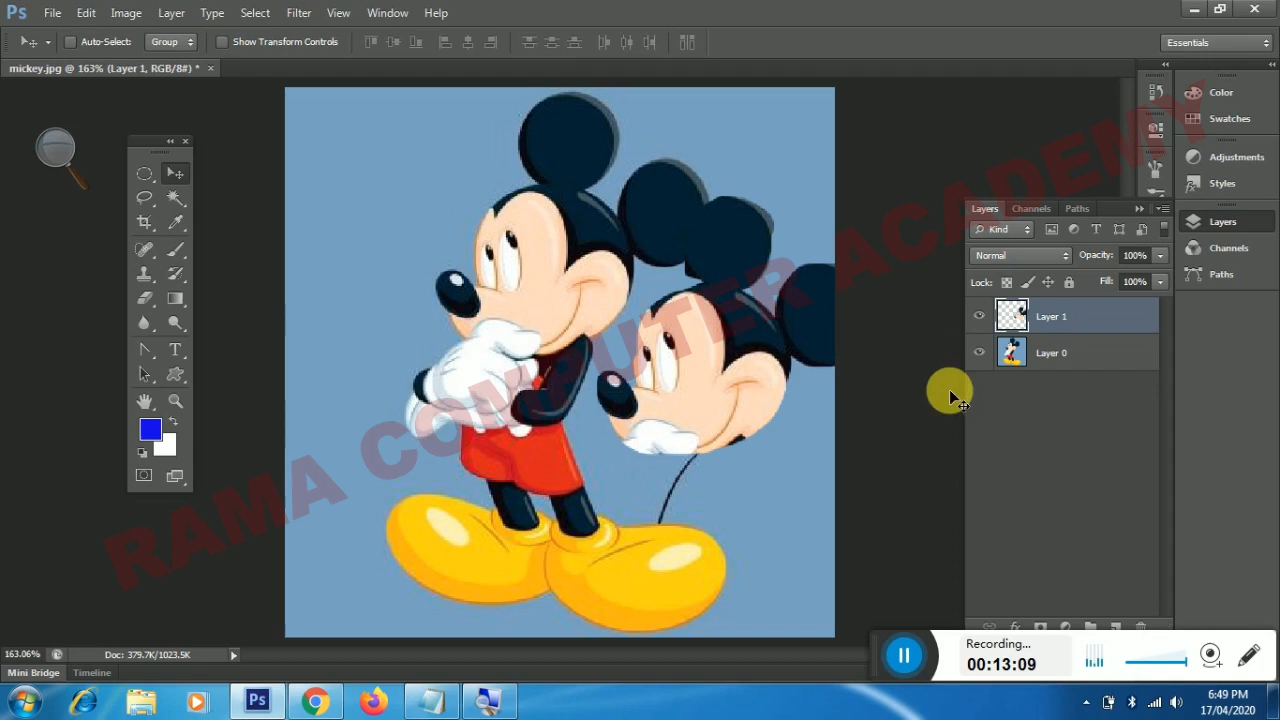 Ps File Edit Image Layer Type Select Filter View Window Help
Auto-Select: Group Show Transform Controls Essentials
mickey.jpg @ 163% (Layer 1, RGB/8#) * ×
Color
Swatches
Adjustments
Styles
Layers
Channels
Paths
Layers Channels Paths
Kind
Normal Opacity: 100%
Lock: Fill: 100%
Layer 1
Layer 0
RAMA COMPUTER ACADEMY
163.06% Doc: 379.7K/1023.5K
Mini Bridge Timeline
Recording...
00:13:09
Ps
6:49 PM
17/04/2020